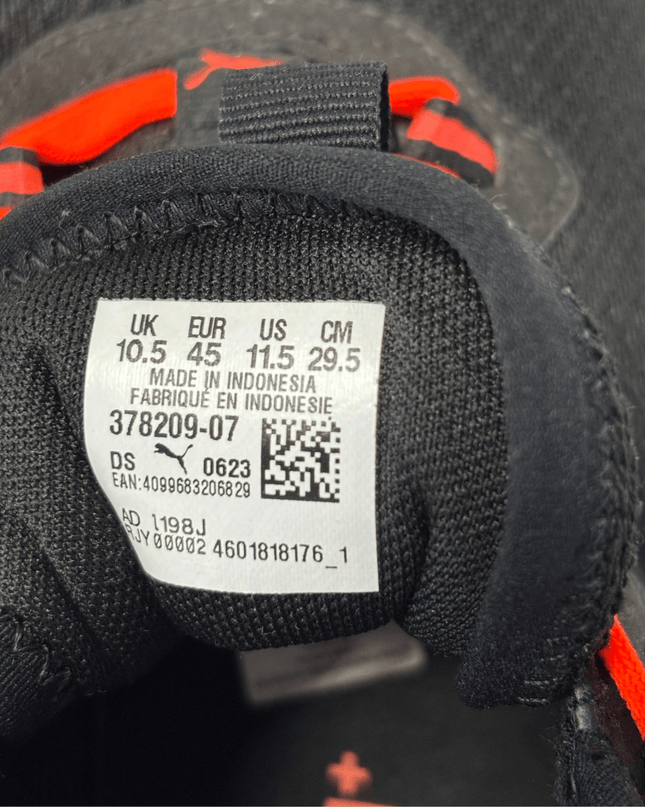 UK EUR US CM
10.5 45 11.5 29.5
MADE IN INDONESIA
FABRIQUÉ EN INDONESIE
378209-07
DS 0623
EAN:4099683206829
AD 1198J
RJY00002 4601818176_1